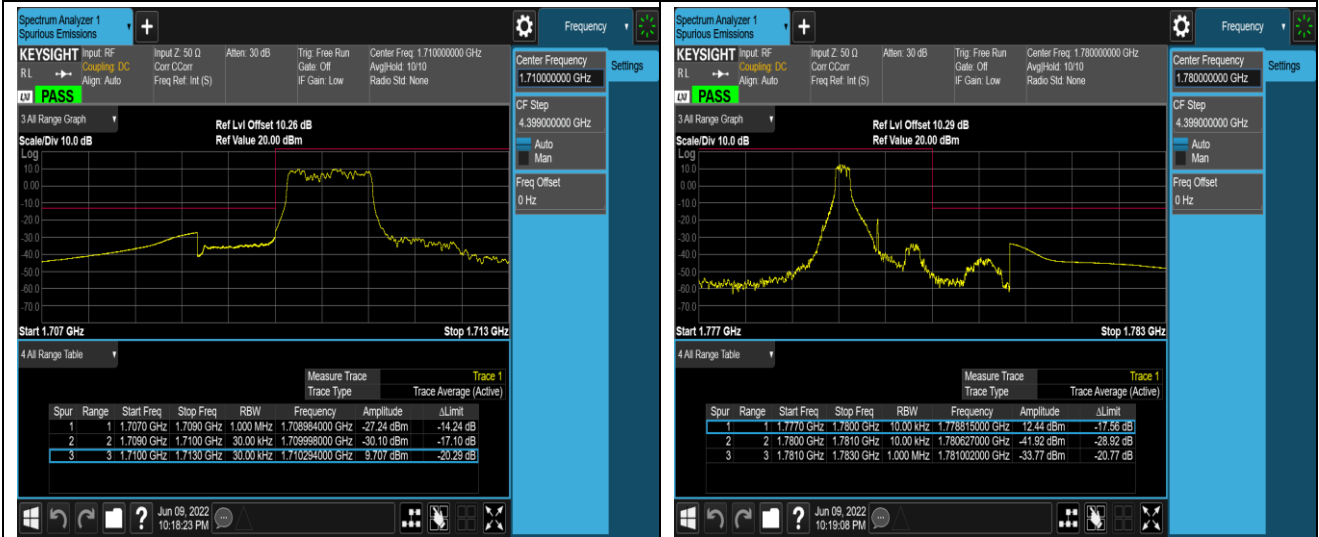 Spectrum Analyzer 1
Spurious Emissions
+
Frequency
KEYSIGHT
RL
Input: RF
Coupling: DC
Align: Auto
Input Z: 50 Ω
Corr CCorr
Freq Ref: Int (S)
Atten: 30 dB
Trig: Free Run
Gate: Off
IF Gain: Low
Center Freq: 1.710000000 GHz
Avg|Hold: 10/10
Radio Std: None
LXI PASS
Center Frequency
1.710000000 GHz
Settings
CF Step
4.399000000 GHz
Auto
Man
Freq Offset
0 Hz
3 All Range Graph
Scale/Div 10.0 dB
Ref Lvl Offset 10.26 dB
Ref Value 20.00 dBm
Log
10.0
0.00
-10.0
-20.0
-30.0
-40.0
-50.0
-60.0
-70.0
Start 1.707 GHz
Stop 1.713 GHz
4 All Range Table
Measure Trace Trace 1
Trace Type Trace Average (Active)
Spur Range Start Freq Stop Freq RBW Frequency Amplitude ΔLimit
1 1 1.7070 GHz 1.7090 GHz 1.000 MHz 1.708984000 GHz -27.24 dBm -14.24 dB
2 2 1.7090 GHz 1.7100 GHz 30.00 kHz 1.709998000 GHz -30.10 dBm -17.10 dB
3 3 1.7100 GHz 1.7130 GHz 30.00 kHz 1.710294000 GHz 9.707 dBm -20.29 dB
?
Jun 09, 2022
10:18:23 PM
Spectrum Analyzer 1
Spurious Emissions
+
Frequency
KEYSIGHT
RL
Input: RF
Coupling: DC
Align: Auto
Input Z: 50 Ω
Corr CCorr
Freq Ref: Int (S)
Atten: 30 dB
Trig: Free Run
Gate: Off
IF Gain: Low
Center Freq: 1.780000000 GHz
Avg|Hold: 10/10
Radio Std: None
LXI PASS
Center Frequency
1.780000000 GHz
Settings
CF Step
4.399000000 GHz
Auto
Man
Freq Offset
0 Hz
3 All Range Graph
Scale/Div 10.0 dB
Ref Lvl Offset 10.29 dB
Ref Value 20.00 dBm
Log
10.0
0.00
-10.0
-20.0
-30.0
-40.0
-50.0
-60.0
-70.0
Start 1.777 GHz
Stop 1.783 GHz
4 All Range Table
Measure Trace Trace 1
Trace Type Trace Average (Active)
Spur Range Start Freq Stop Freq RBW Frequency Amplitude ΔLimit
1 1 1.7770 GHz 1.7800 GHz 10.00 kHz 1.778815000 GHz 12.44 dBm -17.56 dB
2 2 1.7800 GHz 1.7810 GHz 10.00 kHz 1.780627000 GHz -41.92 dBm -28.92 dB
3 3 1.7810 GHz 1.7830 GHz 1.000 MHz 1.781002000 GHz -33.77 dBm -20.77 dB
?
Jun 09, 2022
10:19:08 PM